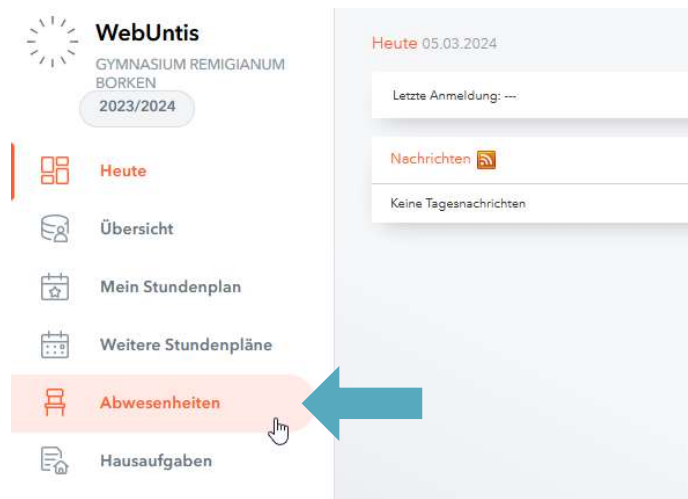 WebUntis
GYMNASIUM REMIGIANUM
BORKEN
2023/2024
Heute
Übersicht
Mein Stundenplan
Weitere Stundenpläne
Abwesenheiten
Hausaufgaben
Heute 05.03.2024
Letzte Anmeldung: ---
Nachrichten
Keine Tagesnachrichten